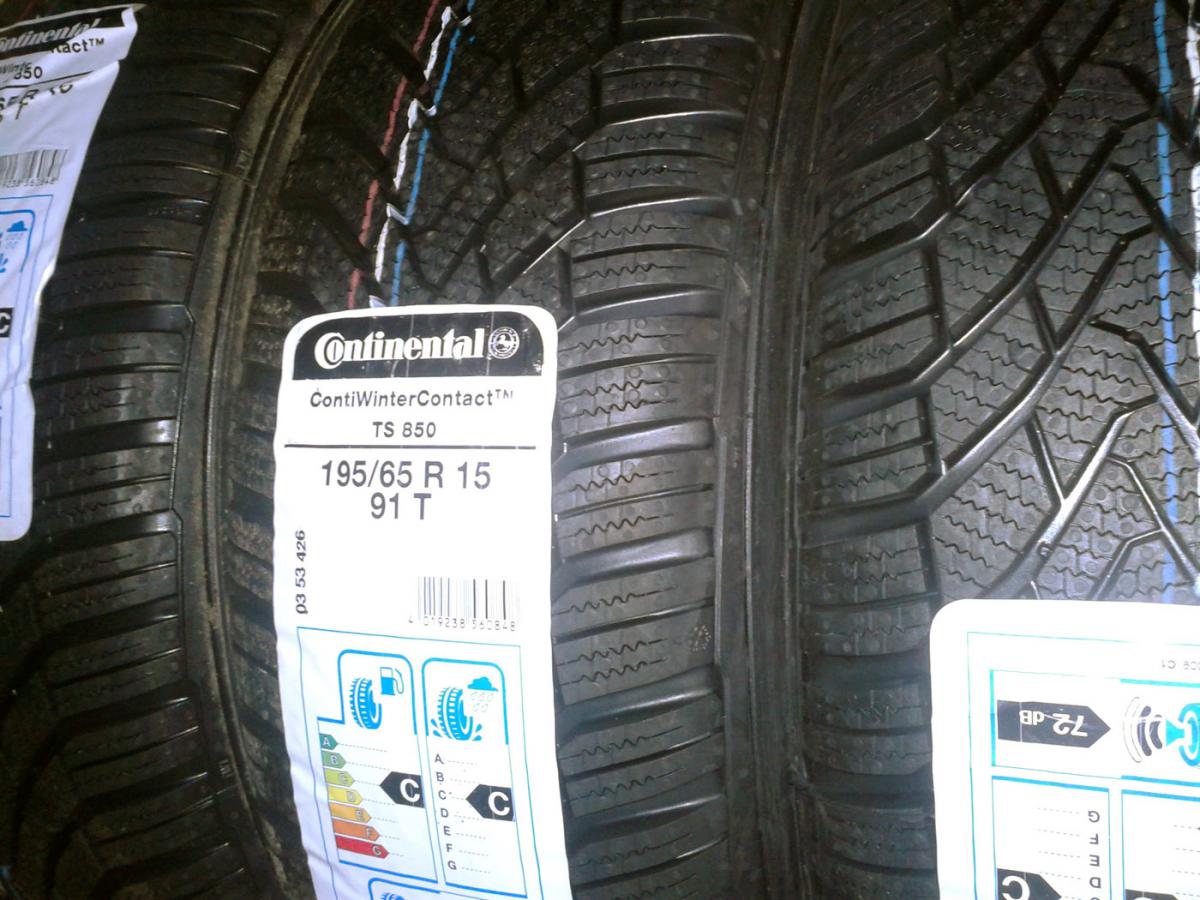 Continental
ContiWinterContact™
TS 850
195/65 R 15
91 T
03 53 426
4 019238 560848
A
B
C
D
E
F
G
C
A
B
C
D
E
F
G
C
72 dB
G
F
E
D
C